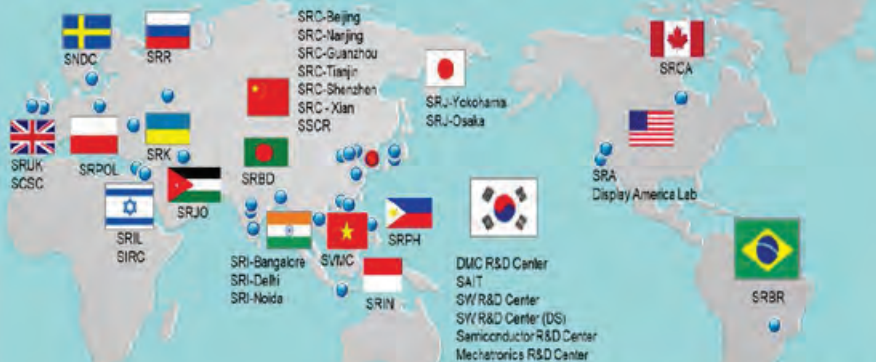 SNDC
SRR
SRC-Beijing
SRC-Nanjing
SRC-Guanzhou
SRC-Tianjin
SRC-Shenzhen
SRC - Xian
SSCR
SRJ-Yokohama
SRJ-Osaka
SRCA
SRUK
SCSC
SRPOL
SRK
SRBD
SRJO
SRIL
SIRC
SRI-Bangalore
SRI-Delhi
SRI-Noida
SVMC
SRPH
SRIN
DMC R&D Center
SAIT
SW R&D Center
SW R&D Center (DS)
Semiconductor R&D Center
Mechatronics R&D Center
SRA
Display America Lab
SRBR